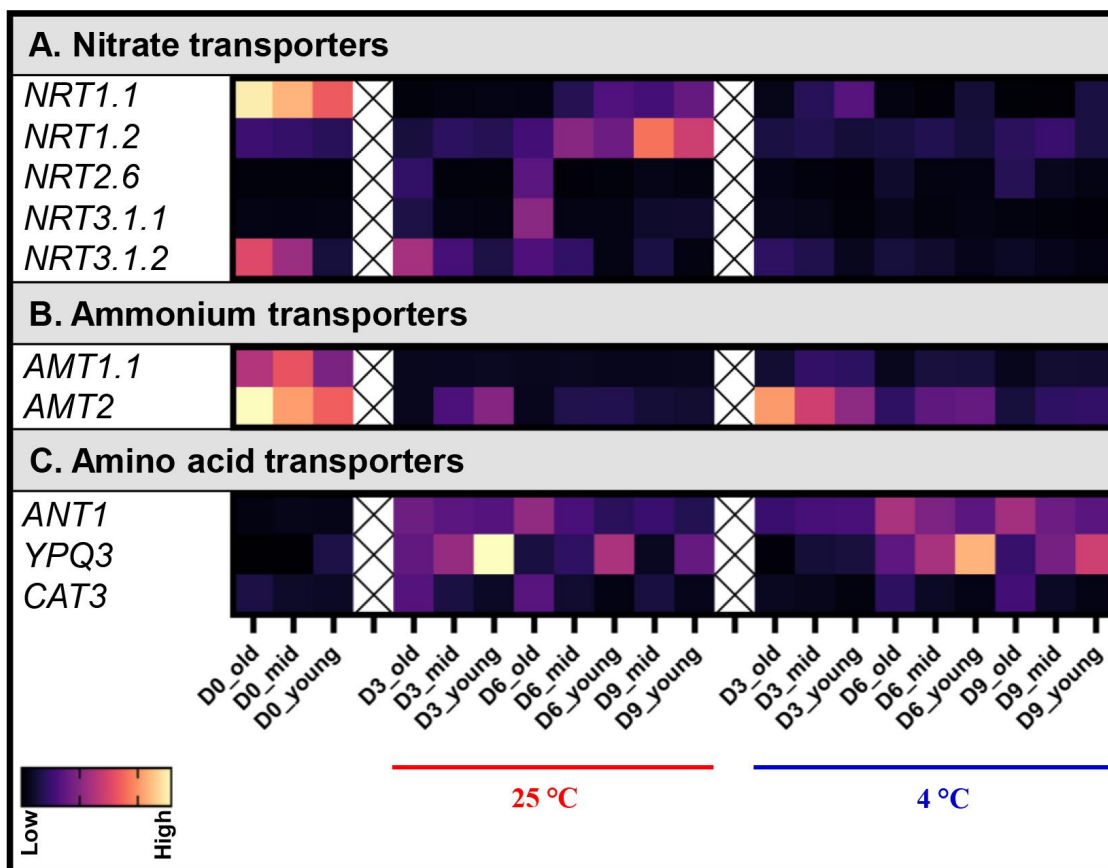 A. Nitrate transporters
NRT1.1
NRT1.2
NRT2.6
NRT3.1.1
NRT3.1.2
B. Ammonium transporters
AMT1.1
AMT2
C. Amino acid transporters
ANT1
YPQ3
CAT3
D0_old
D0_mid
D0_young
D3_old
D3_mid
D3_young
D6_old
D6_mid
D6_young
D9_mid
D9_young
D3_old
D3_mid
D3_young
D6_old
D6_mid
D6_young
D9_old
D9_mid
D9_young
Low
High
25 °C
4 °C